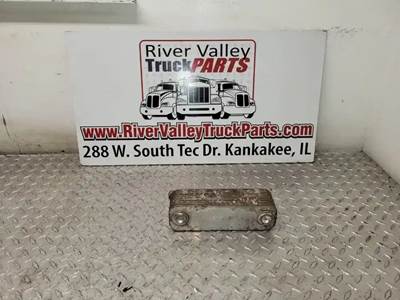 River Valley
TruckPARTS
www.RiverValleyTruckParts.com
288 W. South Tec Dr. Kankakee, IL